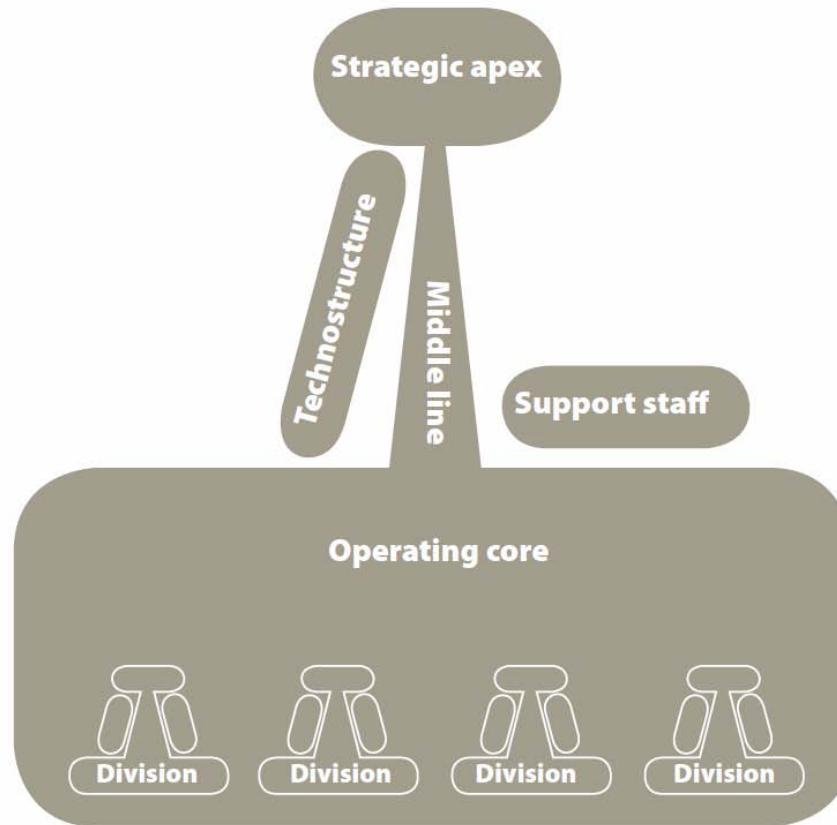 Strategic apex
Technostructure
Middle line
Support staff
Operating core
Division
Division
Division
Division